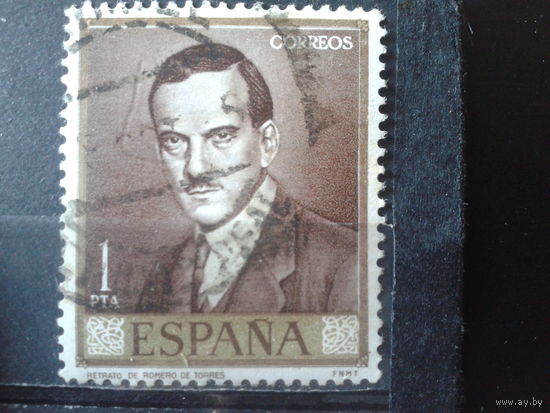 CORREOS
1
PTA
ESPAÑA
RETRATO DE ROMERO DE TORRES
FNMT
www.ay.by